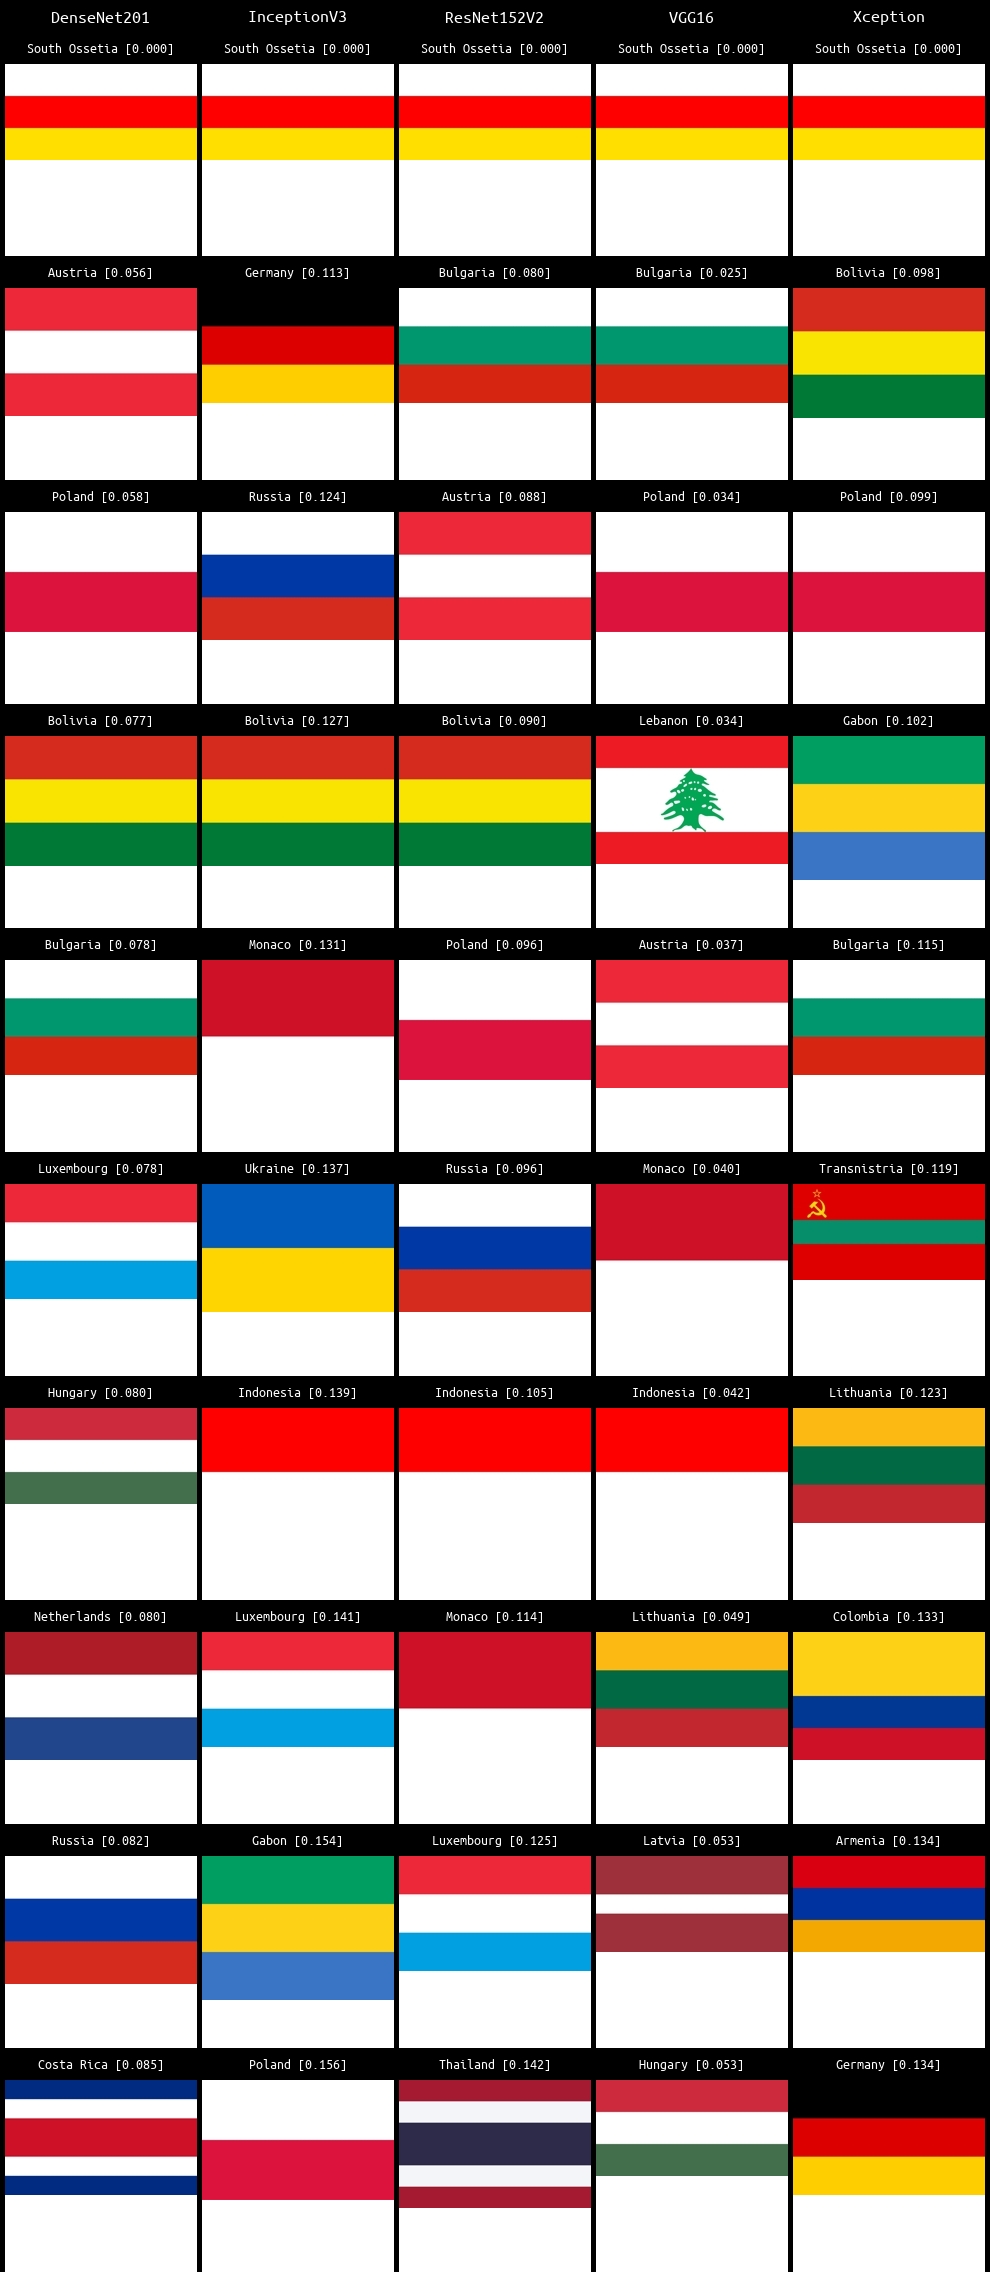 DenseNet201 InceptionV3 ResNet152V2 VGG16 Xception
South Ossetia [0.000] South Ossetia [0.000] South Ossetia [0.000] South Ossetia [0.000] South Ossetia [0.000]
Austria [0.056] Germany [0.113] Bulgaria [0.080] Bulgaria [0.025] Bolivia [0.098]
Poland [0.058] Russia [0.124] Austria [0.088] Poland [0.034] Poland [0.099]
Bolivia [0.077] Bolivia [0.127] Bolivia [0.090] Lebanon [0.034] Gabon [0.102]
Bulgaria [0.078] Monaco [0.131] Poland [0.096] Austria [0.037] Bulgaria [0.115]
Luxembourg [0.078] Ukraine [0.137] Russia [0.096] Monaco [0.040] Transnistria [0.119]
Hungary [0.080] Indonesia [0.139] Indonesia [0.105] Indonesia [0.042] Lithuania [0.123]
Netherlands [0.080] Luxembourg [0.141] Monaco [0.114] Lithuania [0.049] Colombia [0.133]
Russia [0.082] Gabon [0.154] Luxembourg [0.125] Latvia [0.053] Armenia [0.134]
Costa Rica [0.085] Poland [0.156] Thailand [0.142] Hungary [0.053] Germany [0.134]